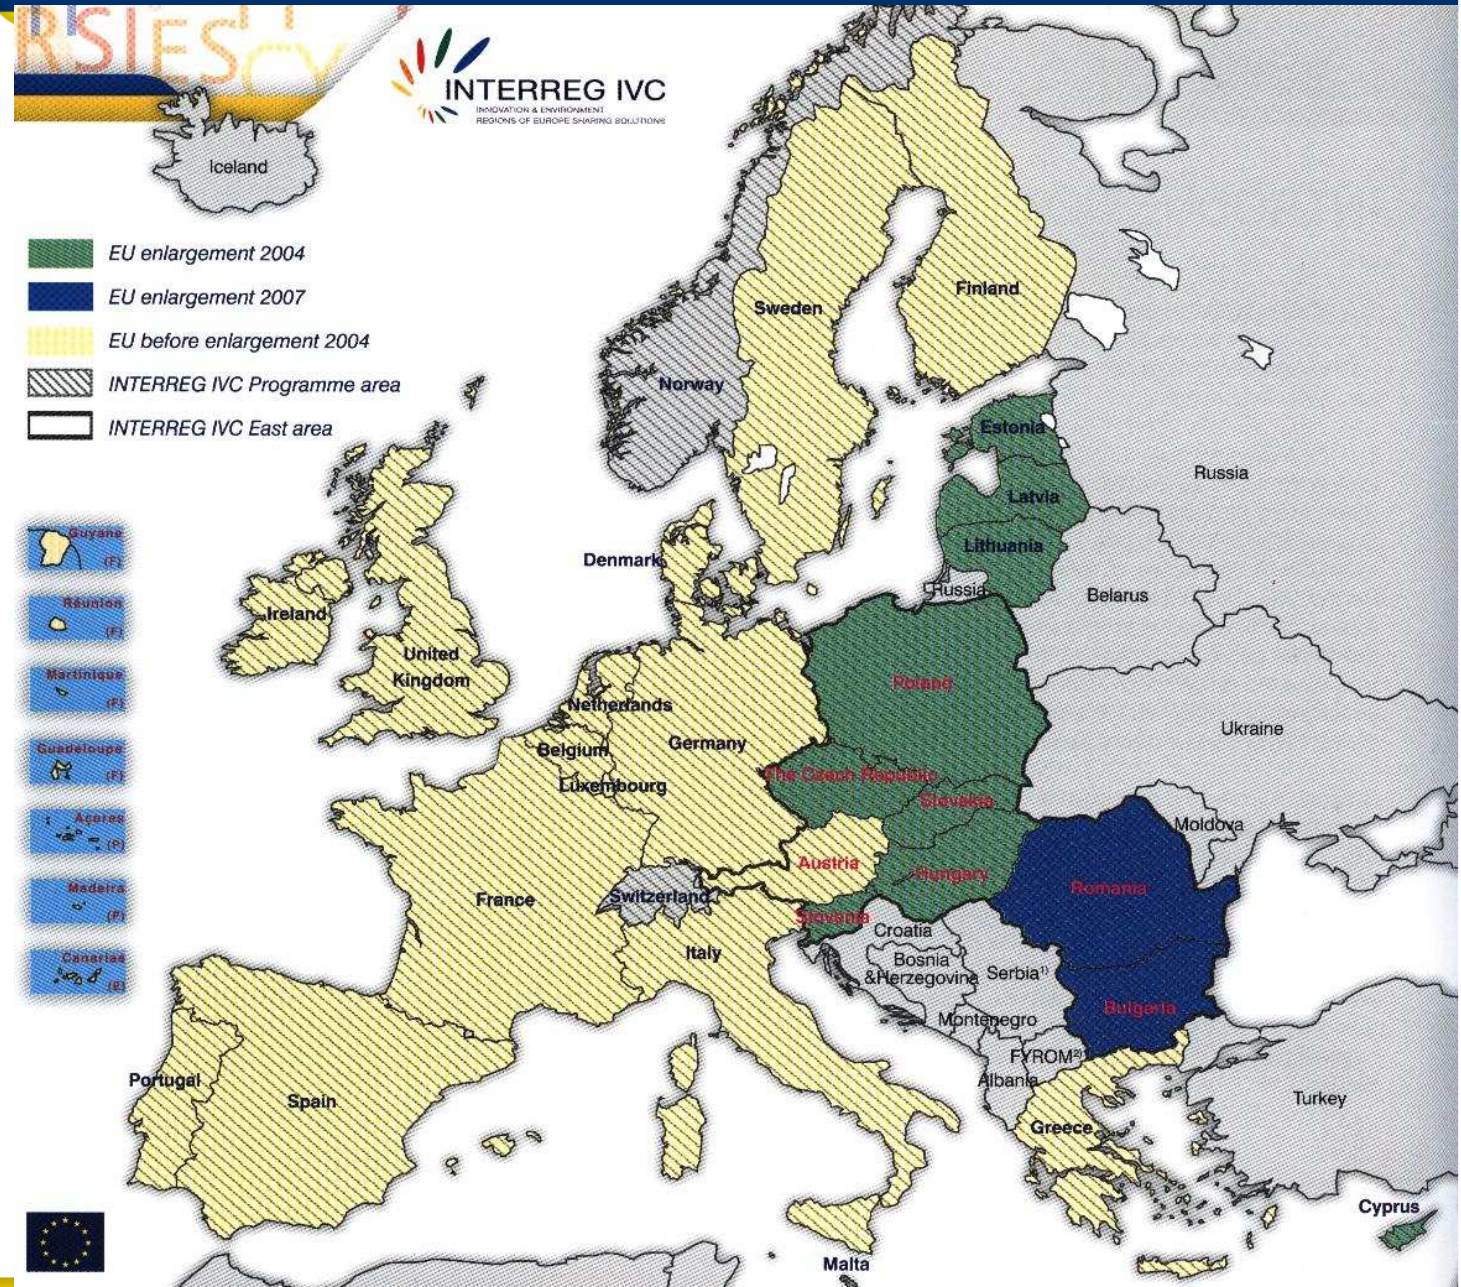 RSIES
CY
INTERREG IVC
INNOVATION & ENVIRONMENT
REGIONS OF EUROPE SHARING SOLUTIONS
Iceland
EU enlargement 2004
EU enlargement 2007
EU before enlargement 2004
INTERREG IVC Programme area
INTERREG IVC East area
Guyane
(F)
Réunion
(F)
Martinique
(F)
Guadeloupe
(F)
Açores
(P)
Madeira
(P)
Canarias
(E)
Sweden
Finland
Norway
Estonia
Russia
Latvia
Lithuania
Denmark
Russia
Belarus
Ireland
United
Kingdom
Poland
Netherlands
Germany
Belgium
Luxembourg
Ukraine
The Czech Republic
Slovakia
Moldova
Austria
Hungary
Romania
France
Switzerland
Slovenia
Croatia
Italy
Bosnia
&Herzegovina
Serbia¹⁾
Bulgaria
Montenegro
FYROM²⁾
Albania
Portugal
Spain
Turkey
Greece
Cyprus
Malta